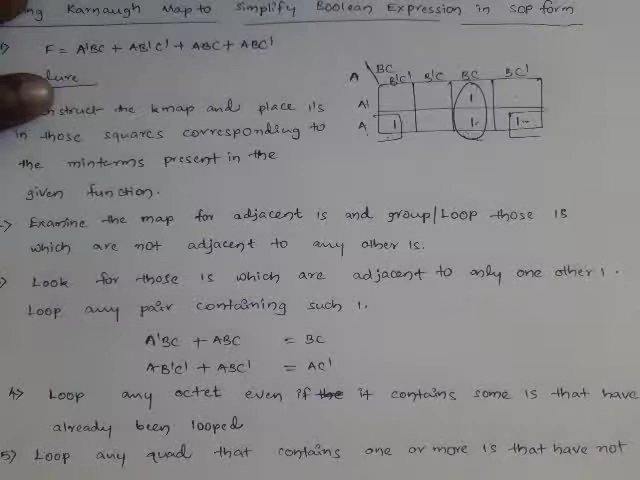 ng Karnaugh Map to Simplify Boolean Expression in SOP form
F = A'BC + AB'C' + ABC + ABC'
dure
A \ BC B'C' B'C BC BC'
A' 1
A 1 1 1
nstruct the kmap and place 1's
in those squares corresponding to
the minterms present in the
given function.
Examine the map for adjacent 1s and group/Loop those 1s
which are not adjacent to any other 1s.
Look for those 1s which are adjacent to only one other 1.
Loop any pair containing such 1.
A'BC + ABC = BC
AB'C' + ABC' = AC'
4> Loop any octet even if it contains some 1s that have
already been looped
5> Loop any quad that contains one or more 1s that have not